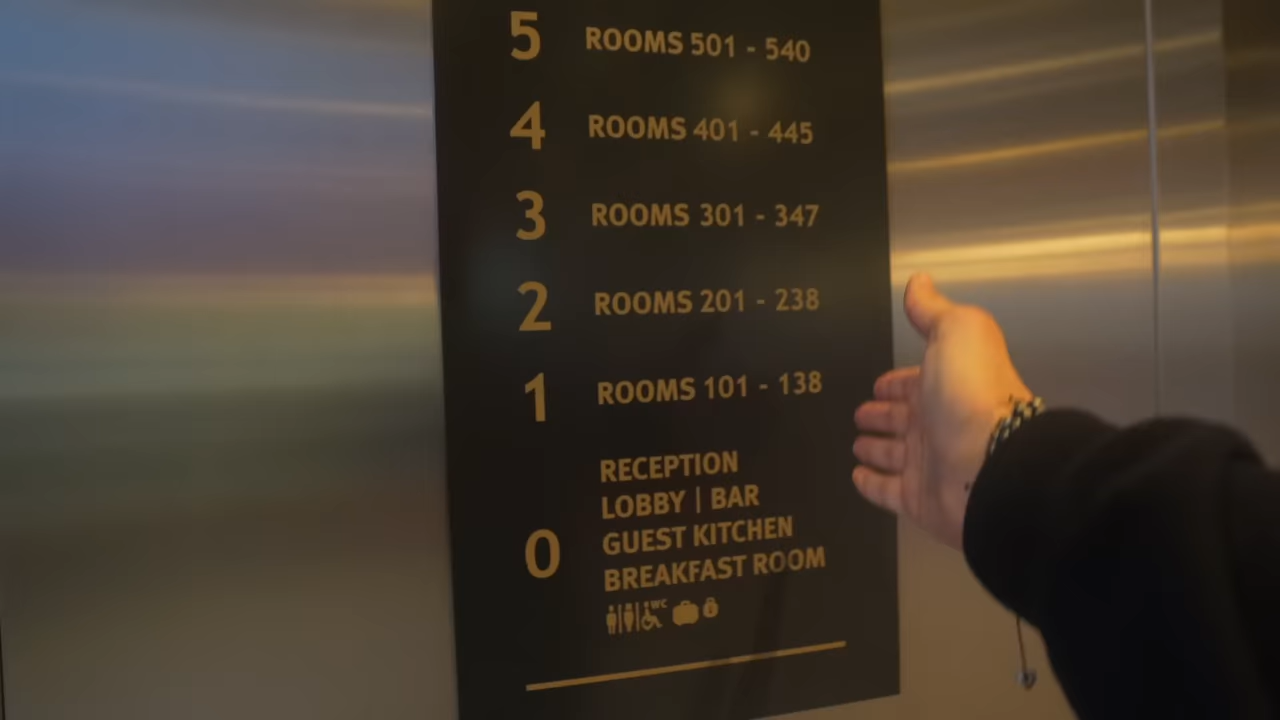 5 ROOMS 501 - 540
4 ROOMS 401 - 445
3 ROOMS 301 - 347
2 ROOMS 201 - 238
1 ROOMS 101 - 138
RECEPTION
LOBBY | BAR
0 GUEST KITCHEN
BREAKFAST ROOM
WC